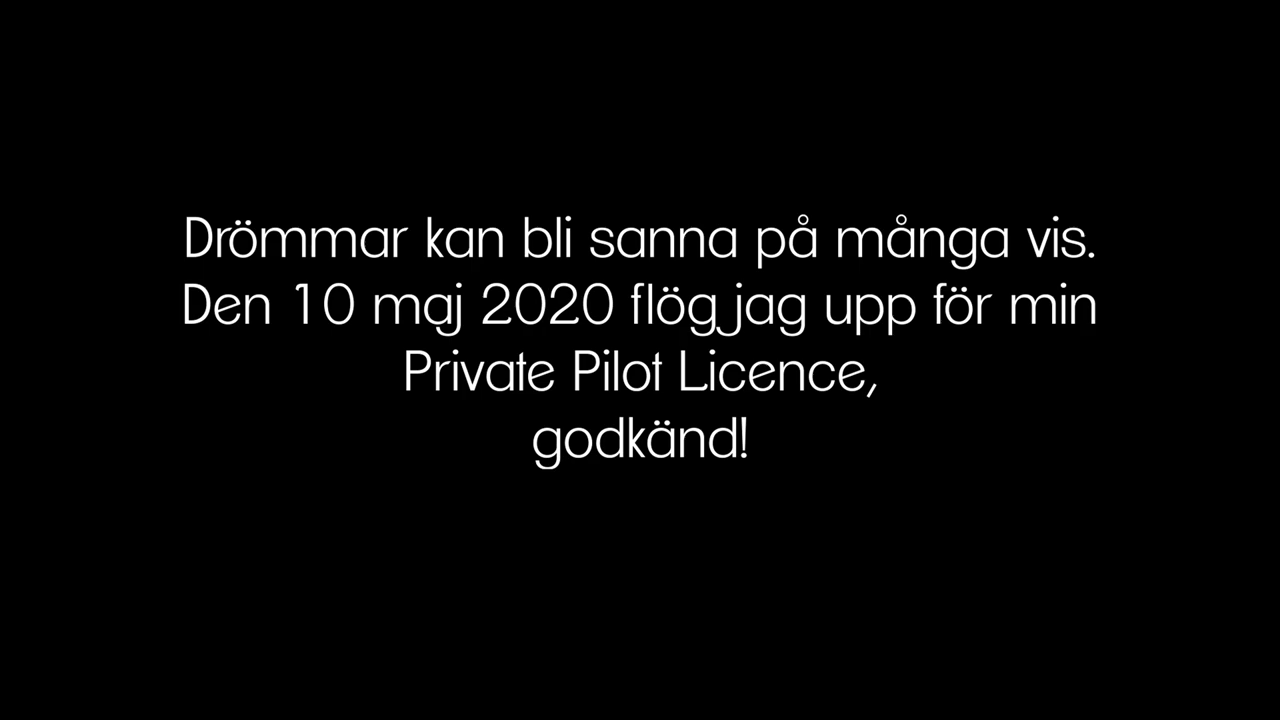 Drömmar kan bli sanna på många vis.
Den 10 maj 2020 flög jag upp för min
Private Pilot Licence,
godkänd!